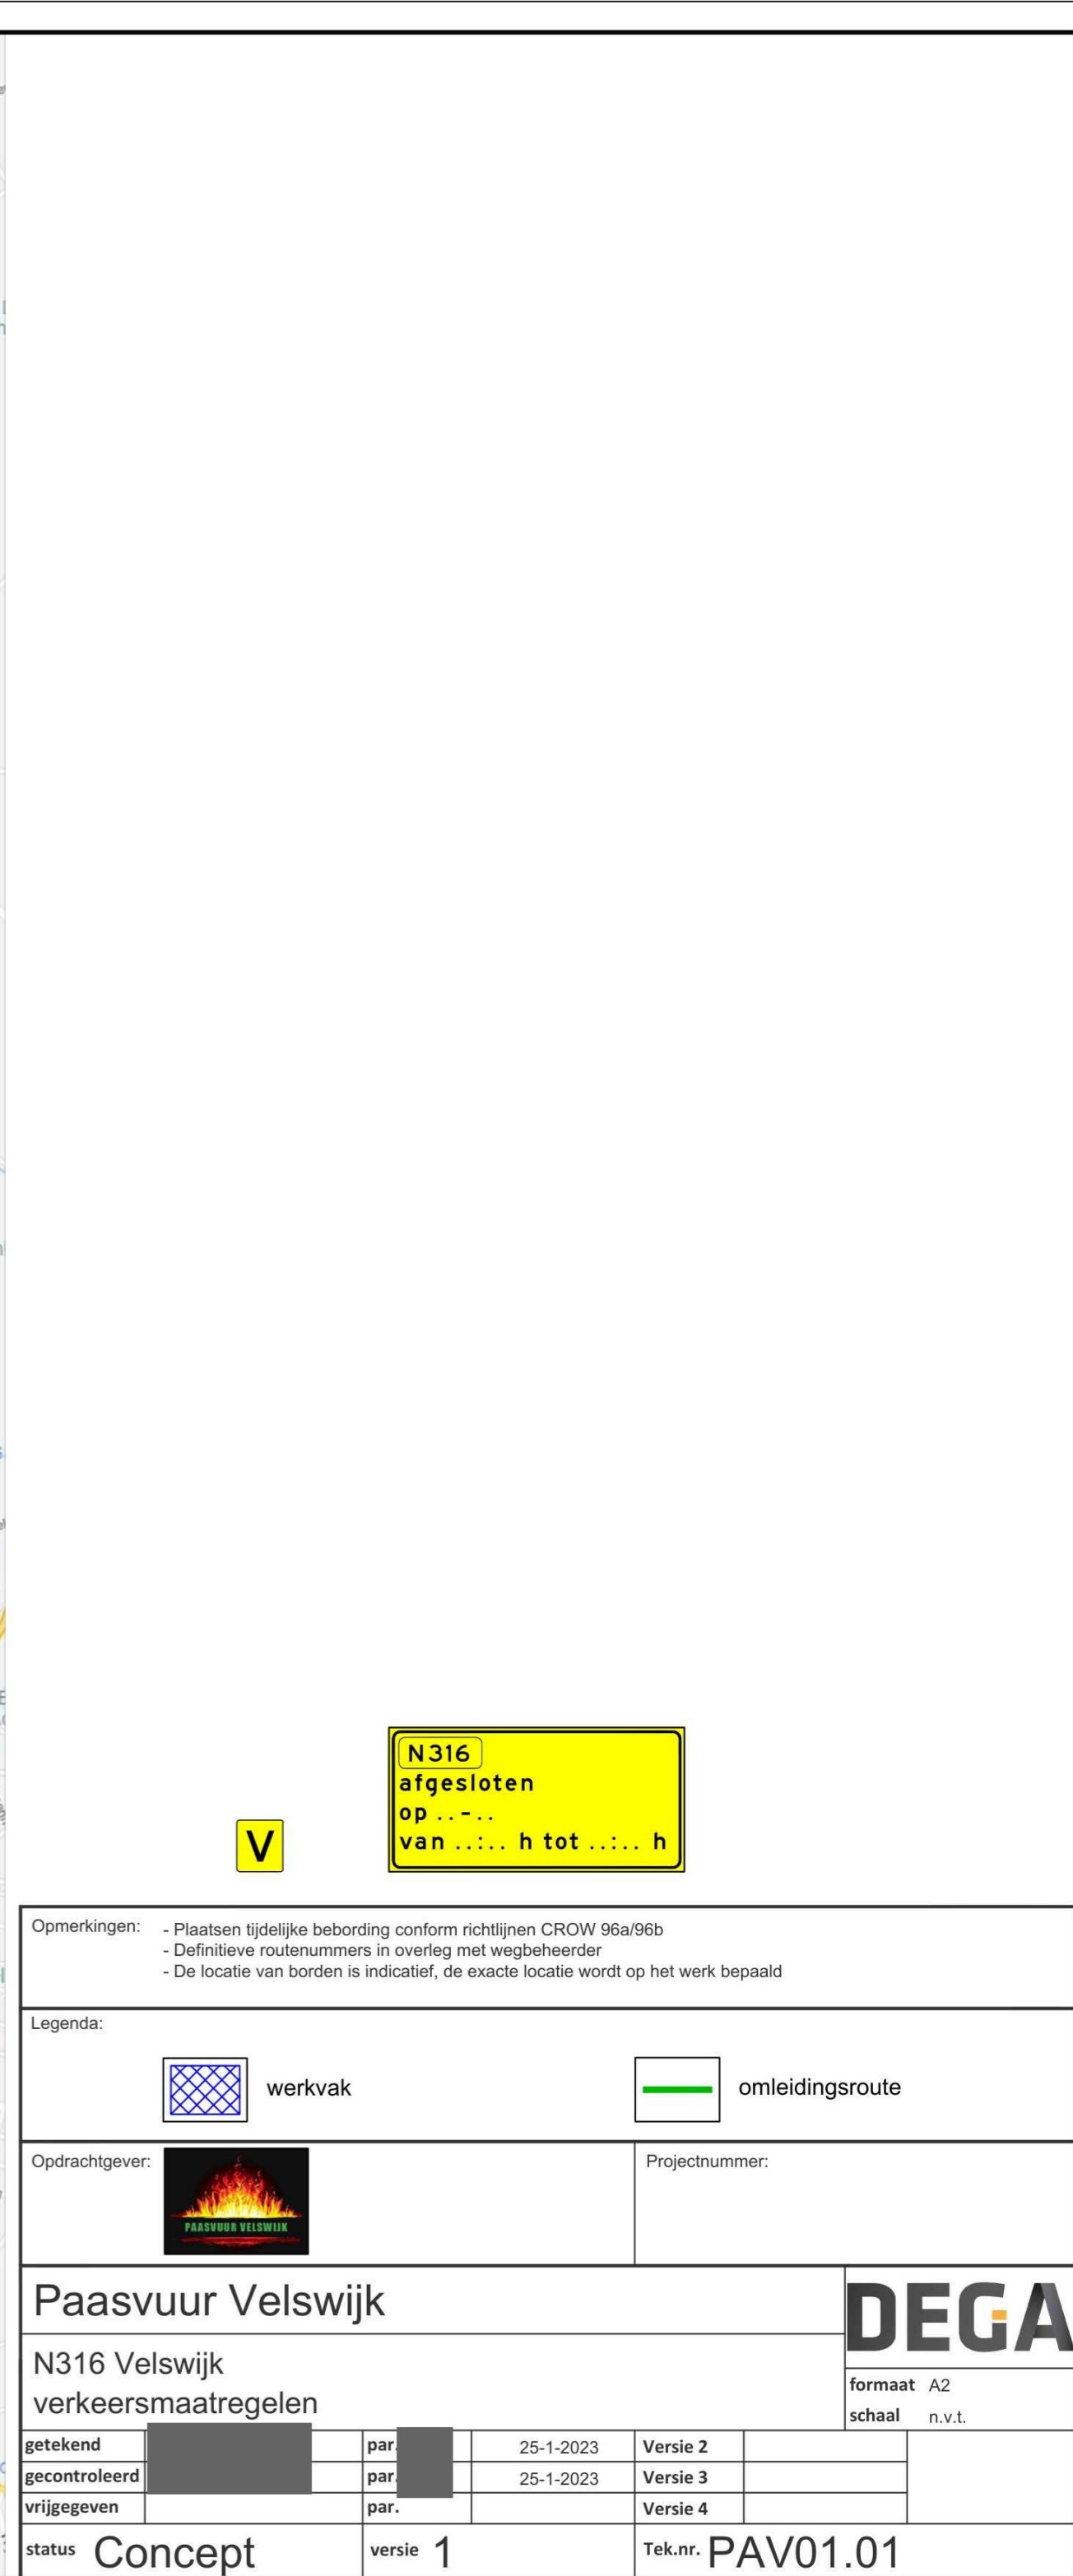 N316
afgesloten
op ..-..
van ..:.. h tot ..:.. h
V
Opmerkingen: - Plaatsen tijdelijke bebording conform richtlijnen CROW 96a/96b
- Definitieve routenummers in overleg met wegbeheerder
- De locatie van borden is indicatief, de exacte locatie wordt op het werk bepaald
Legenda:
werkvak omleidingsroute
Opdrachtgever: Projectnummer:
PAASVUUR VELSWIJK
Paasvuur Velswijk
DEGA
N316 Velswijk
verkeersmaatregelen
formaat A2
schaal n.v.t.
getekend par. 25-1-2023 Versie 2
gecontroleerd par. 25-1-2023 Versie 3
vrijgegeven par. Versie 4
status Concept versie 1 Tek.nr. PAV01.01